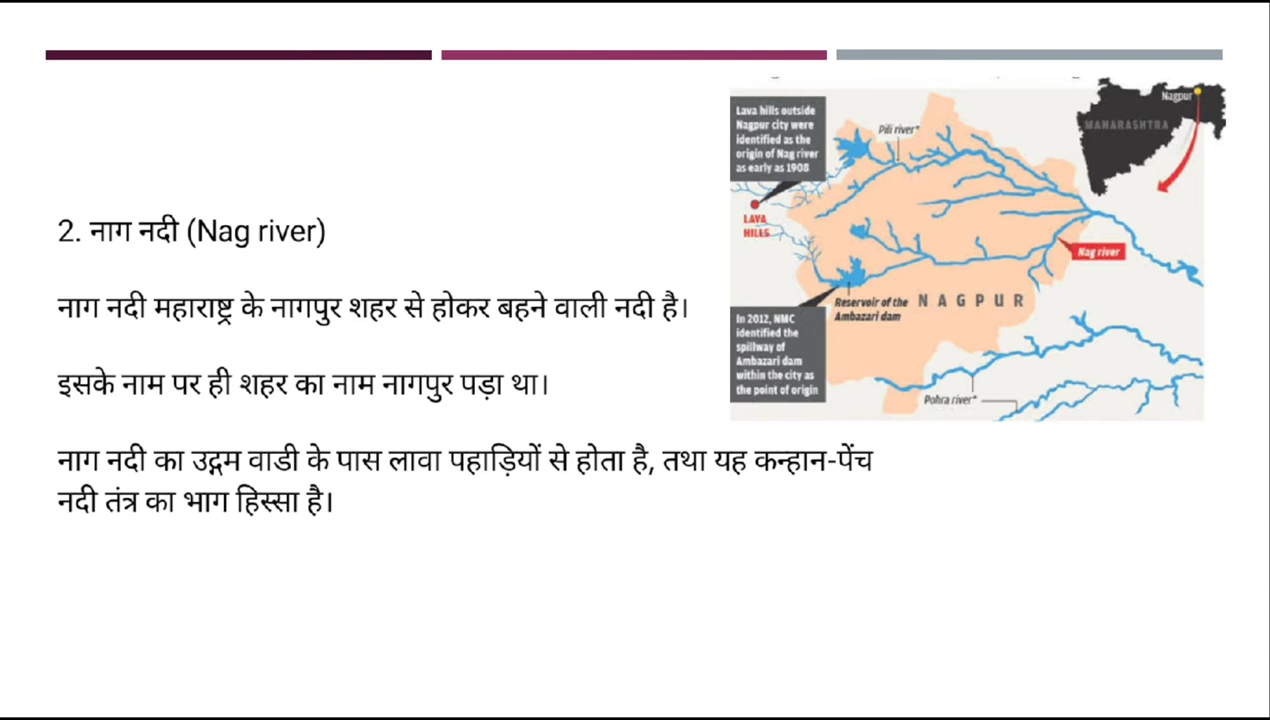 2. नाग नदी (Nag river)
नाग नदी महाराष्ट्र के नागपुर शहर से होकर बहने वाली नदी है।
इसके नाम पर ही शहर का नाम नागपुर पड़ा था।
नाग नदी का उद्गम वाडी के पास लावा पहाड़ियों से होता है, तथा यह कन्हान-पेंच
नदी तंत्र का भाग हिस्सा है।
Lava hills outside
Nagpur city were
identified as the
origin of Nag river
as early as 1908
LAVA
HILLS
Pili river*
Nagpur
MAHARASHTRA
Nag river
Reservoir of the
Ambazari dam
NAGPUR
In 2012, NMC
identified the
spillway of
Ambazari dam
within the city as
the point of origin
Pohra river*